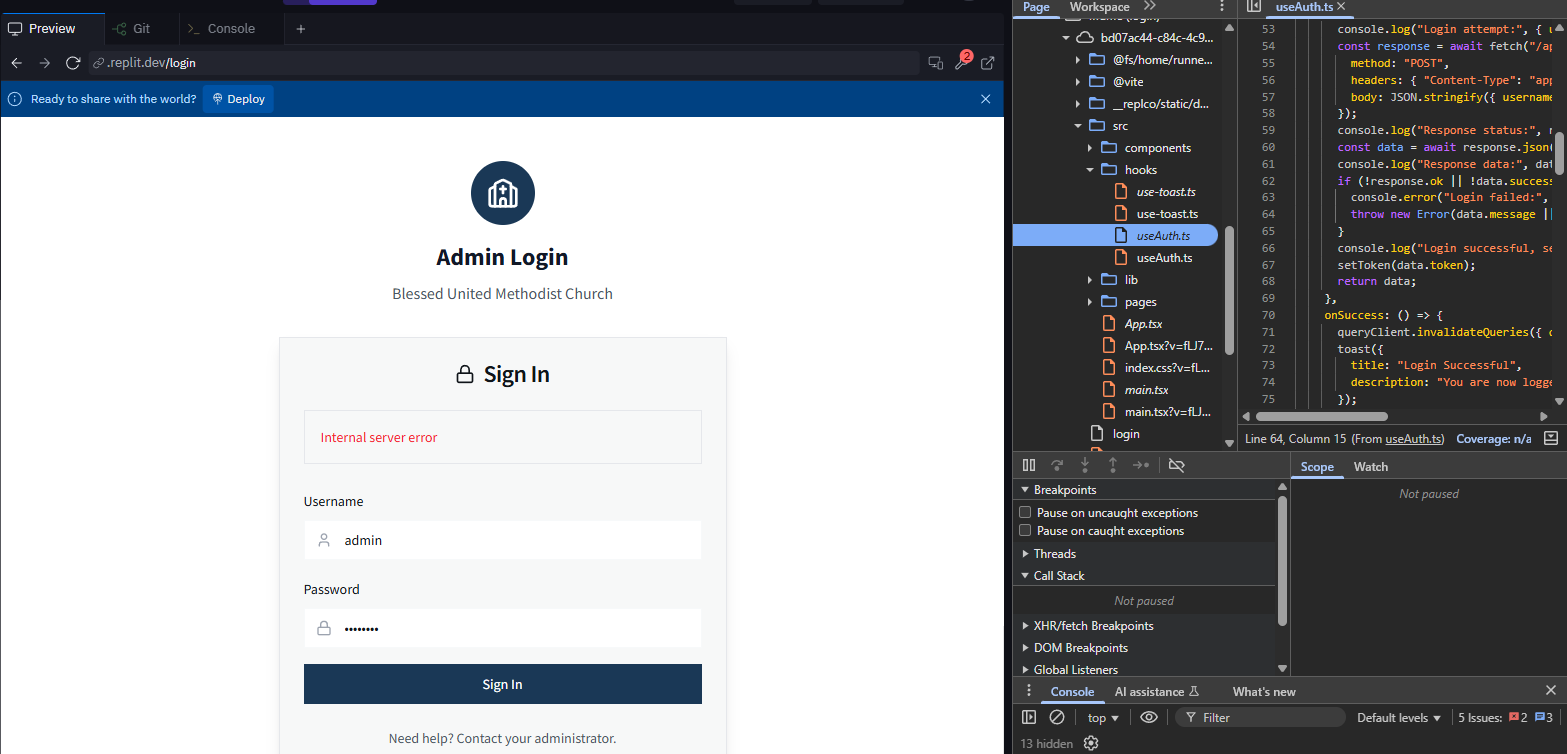 Preview
Git
Console
.replit.dev/login
2
Ready to share with the world?
Deploy
Admin Login
Blessed United Methodist Church
Sign In
Internal server error
Username
admin
Password
••••••••
Sign In
Need help? Contact your administrator.
Page
Workspace
bd07ac44-c84c-4c9...
@fs/home/runne...
@vite
__replco/static/d...
src
components
hooks
use-toast.ts
use-toast.ts
useAuth.ts
useAuth.ts
lib
pages
App.tsx
App.tsx?v=fLJ7...
index.css?v=fL...
main.tsx
main.tsx?v=fLJ...
login
useAuth.ts
53 console.log("Login attempt:", { u
54 const response = await fetch("/ap
55 method: "POST",
56 headers: { "Content-Type": "app
57 body: JSON.stringify({ username
58 });
59 console.log("Response status:", r
60 const data = await response.json(
61 console.log("Response data:", dat
62 if (!response.ok || !data.success
63 console.error("Login failed:",
64 throw new Error(data.message ||
65 }
66 console.log("Login successful, se
67 setToken(data.token);
68 return data;
69 },
70 onSuccess: () => {
71 queryClient.invalidateQueries({ q
72 toast({
73 title: "Login Successful",
74 description: "You are now logge
75 });
Line 64, Column 15 (From useAuth.ts) Coverage: n/a
Breakpoints
Pause on uncaught exceptions
Pause on caught exceptions
Threads
Call Stack
Not paused
XHR/fetch Breakpoints
DOM Breakpoints
Global Listeners
Scope
Watch
Not paused
Console
AI assistance
What's new
top
Filter
Default levels
5 Issues: 2 3
13 hidden